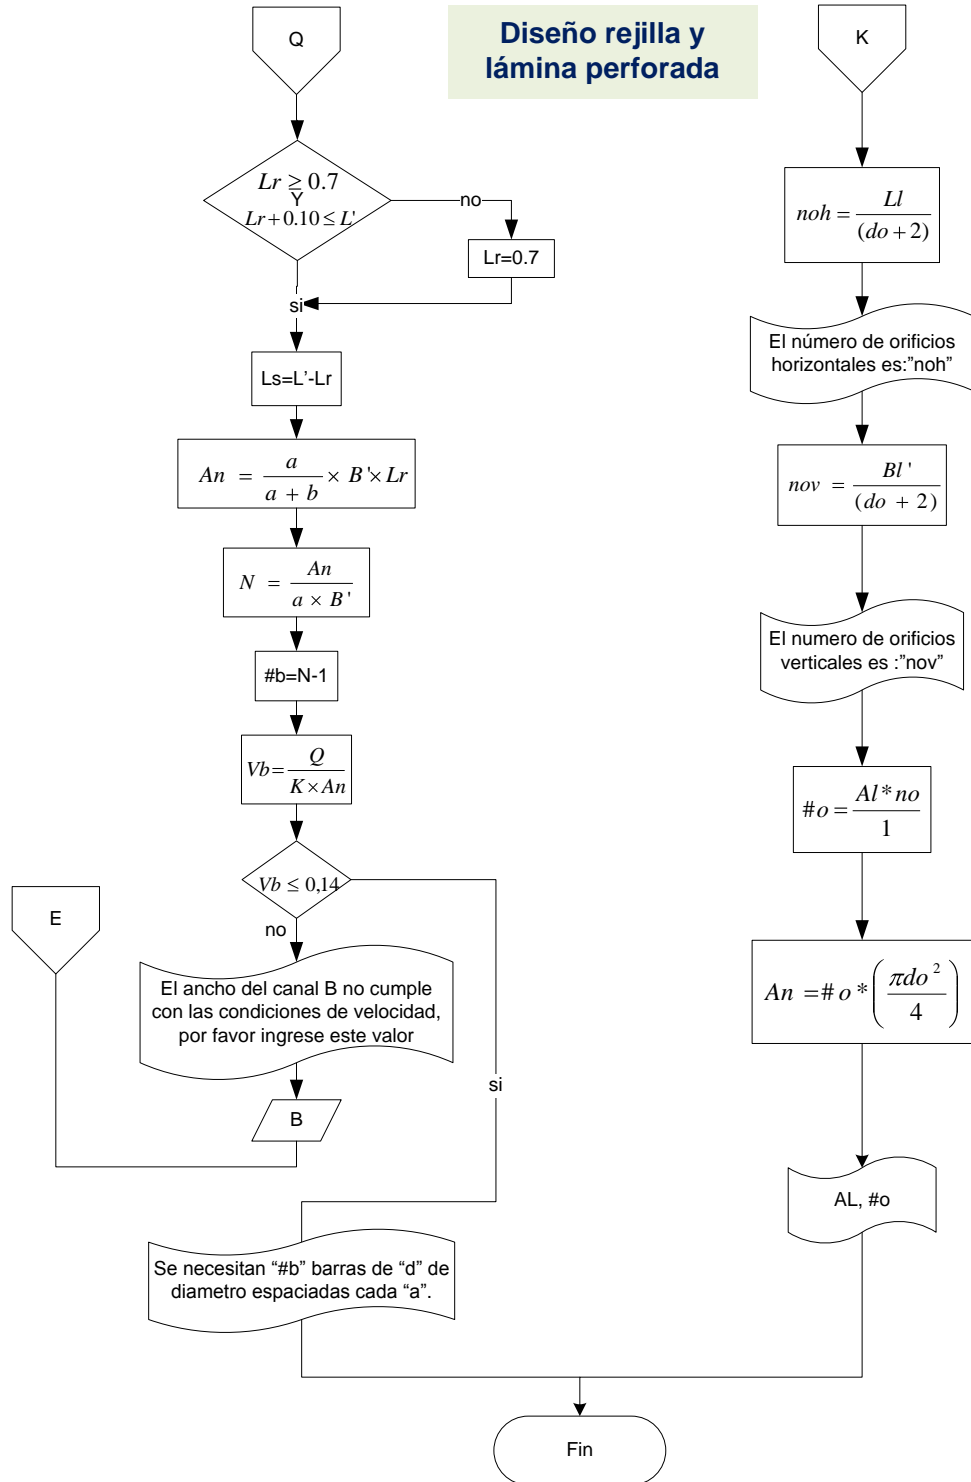 Diseño rejilla y
lámina perforada
Q
Lr ≥ 0.7
Y
Lr + 0.10 ≤ L'
no
Lr=0.7
si
Ls=L’-Lr
An = a / (a + b) × B' × Lr
N = An / (a × B')
#b=N-1
Vb = Q / (K × An)
Vb ≤ 0,14
no
si
E
El ancho del canal B no cumple
con las condiciones de velocidad,
por favor ingrese este valor
B
Se necesitan “#b” barras de “d” de
diametro espaciadas cada “a”.
K
noh = Ll / (do + 2)
El número de orificios
horizontales es:”noh”
nov = Bl ' / (do + 2)
El numero de orificios
verticales es :”nov”
# o = Al * no / 1
An = # o * (πdo² / 4)
AL, #o
Fin